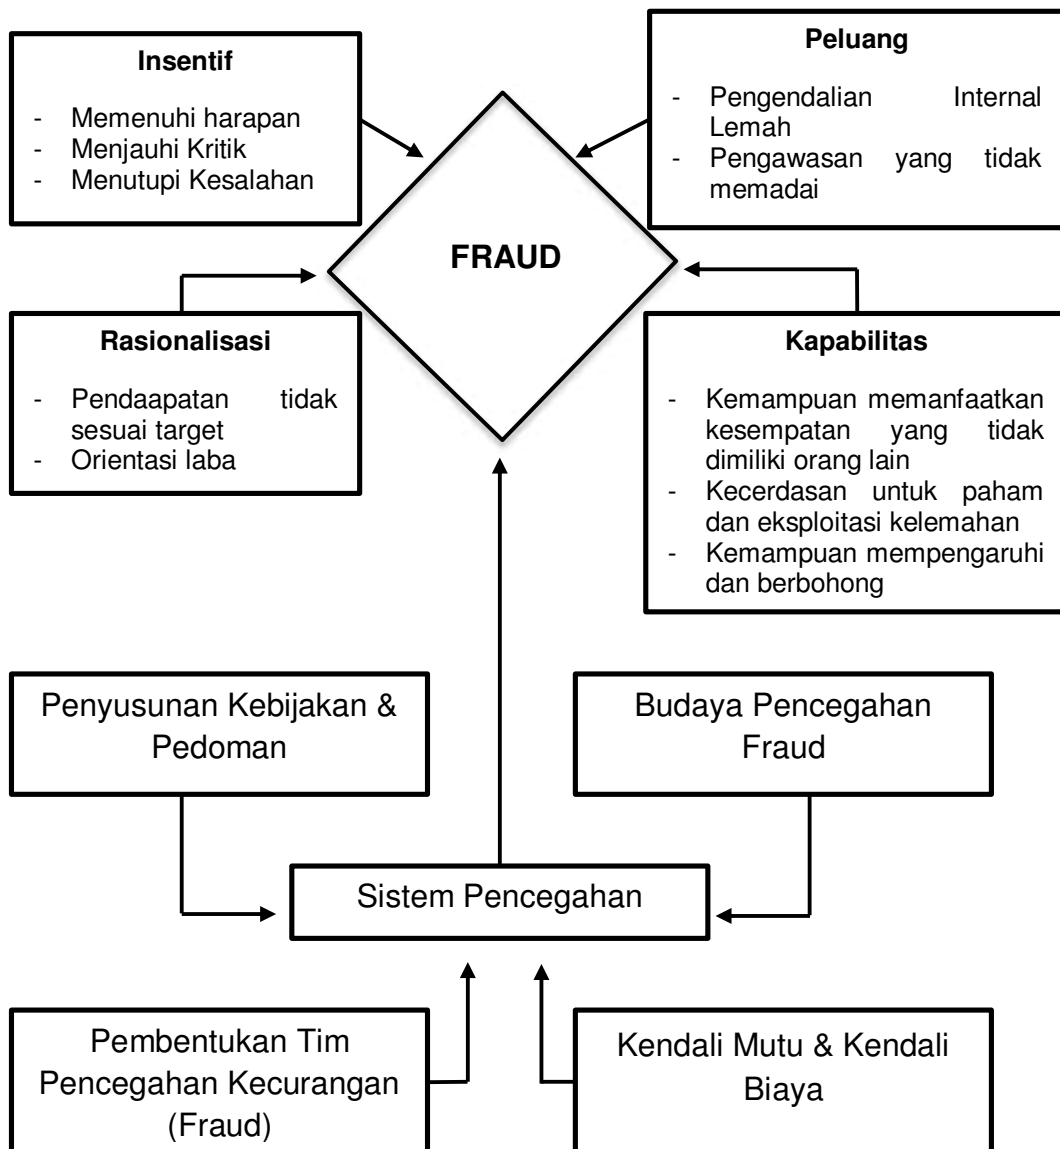 Insentif
- Memenuhi harapan
- Menjauhi Kritik
- Menutupi Kesalahan
Peluang
- Pengendalian Internal
Lemah
- Pengawasan yang tidak
memadai
FRAUD
Rasionalisasi
- Pendaapatan tidak
sesuai target
- Orientasi laba
Kapabilitas
- Kemampuan memanfaatkan
kesempatan yang tidak
dimiliki orang lain
- Kecerdasan untuk paham
dan eksploitasi kelemahan
- Kemampuan mempengaruhi
dan berbohong
Penyusunan Kebijakan &
Pedoman
Budaya Pencegahan
Fraud
Sistem Pencegahan
Pembentukan Tim
Pencegahan Kecurangan
(Fraud)
Kendali Mutu & Kendali
Biaya